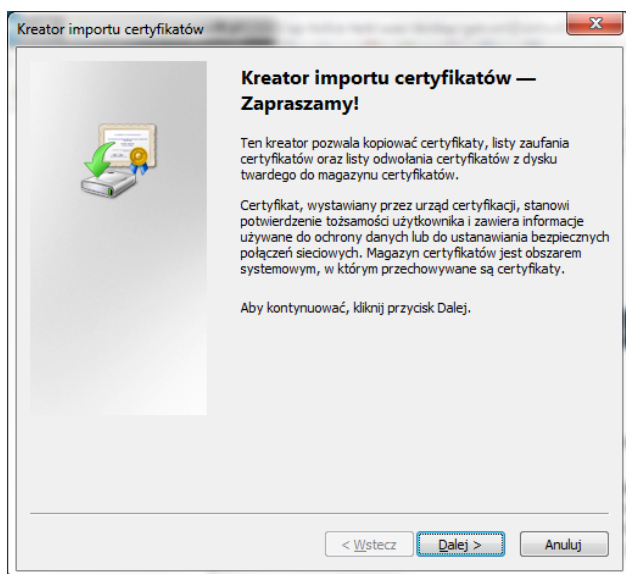 Kreator importu certyfikatów
Kreator importu certyfikatów —
Zapraszamy!
Ten kreator pozwala kopiować certyfikaty, listy zaufania
certyfikatów oraz listy odwołania certyfikatów z dysku
twardego do magazynu certyfikatów.
Certyfikat, wystawiany przez urząd certyfikacji, stanowi
potwierdzenie tożsamości użytkownika i zawiera informacje
używane do ochrony danych lub do ustanawiania bezpiecznych
połączeń sieciowych. Magazyn certyfikatów jest obszarem
systemowym, w którym przechowywane są certyfikaty.
Aby kontynuować, kliknij przycisk Dalej.
< Wstecz Dalej > Anuluj